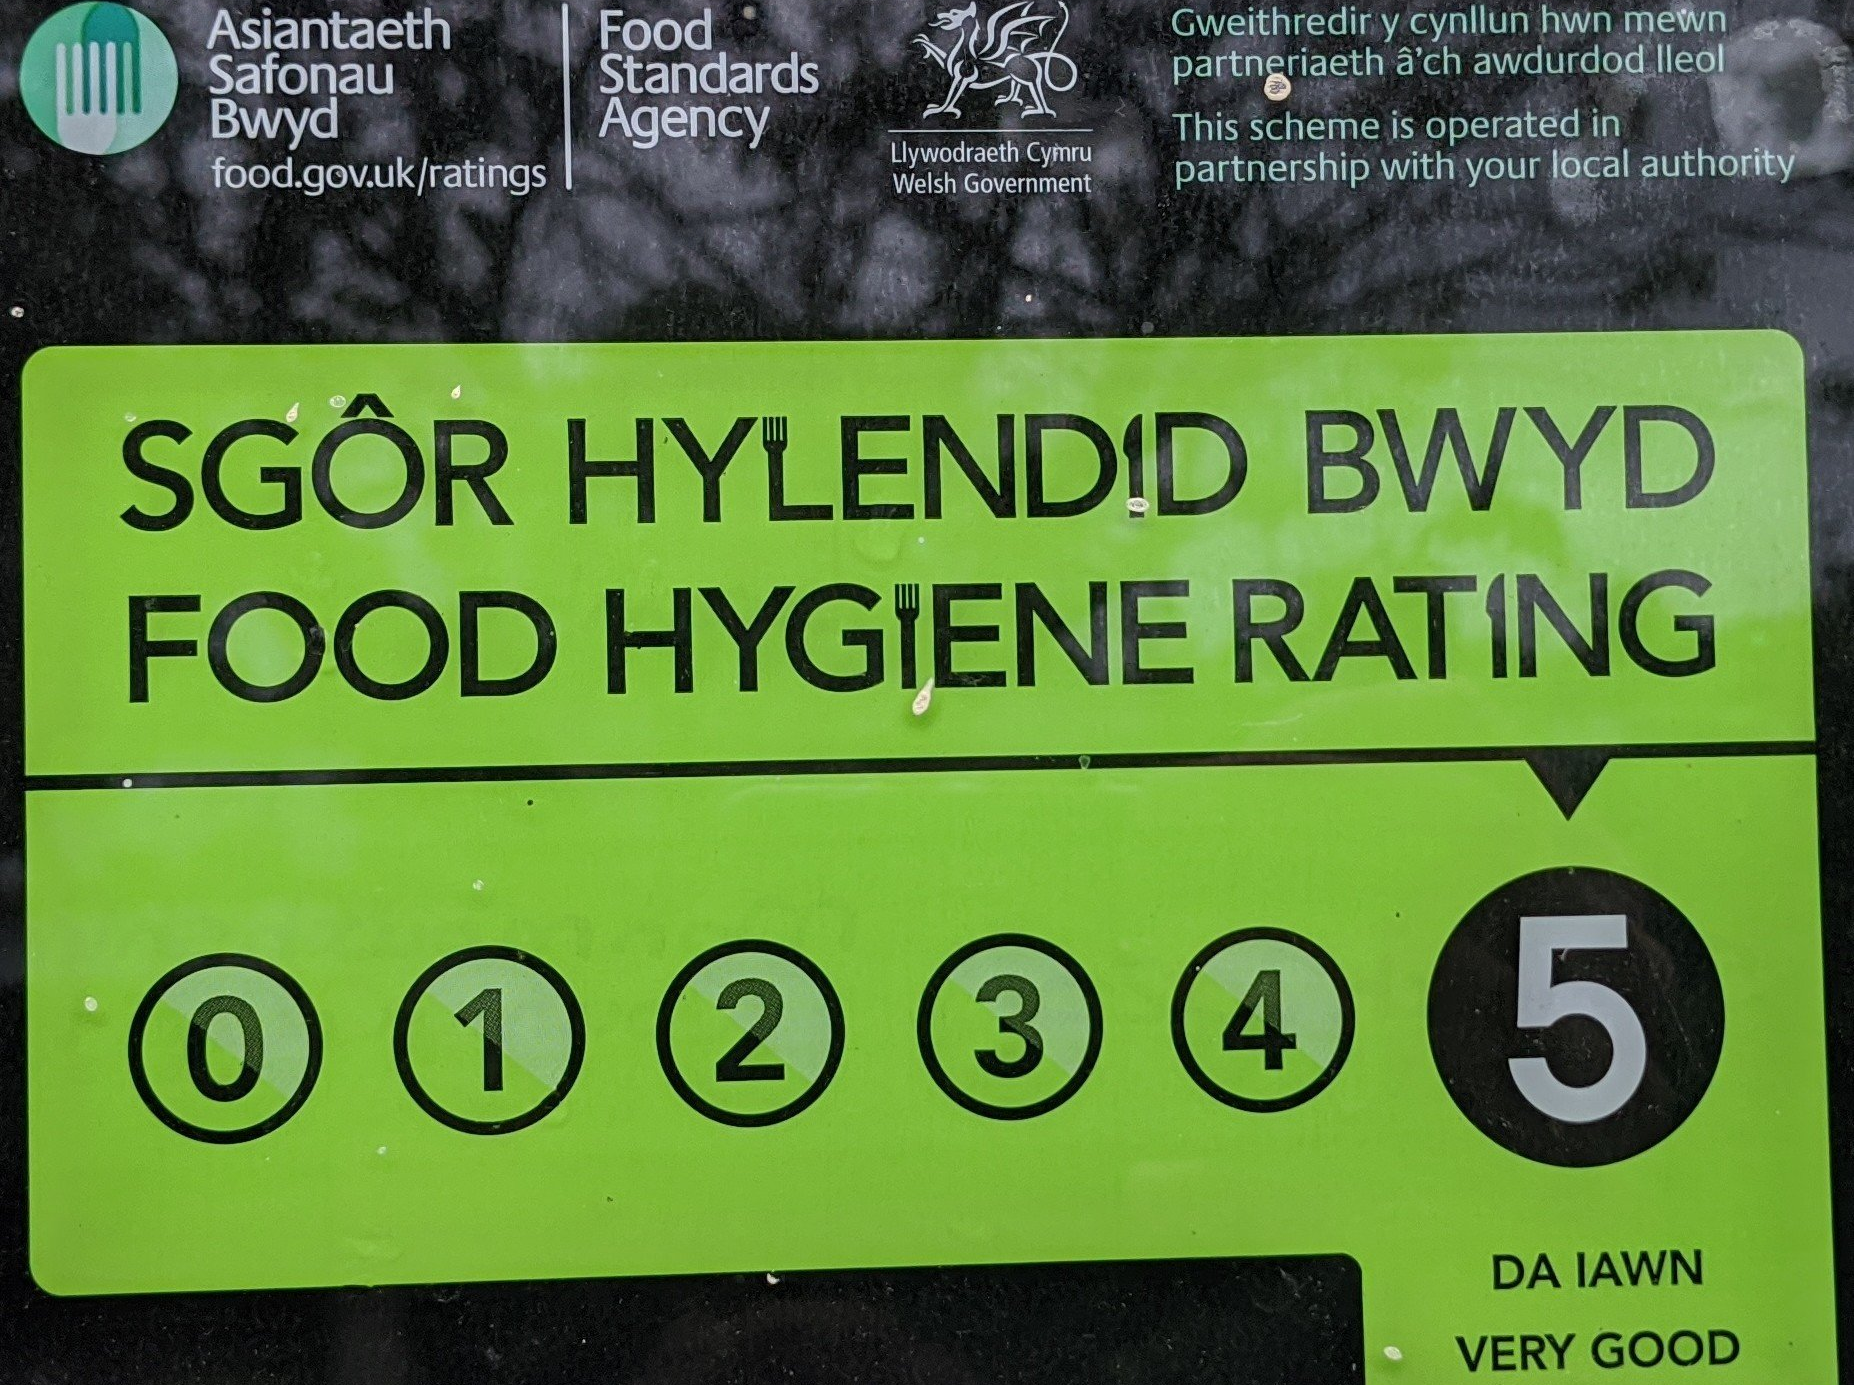 Asiantaeth
Safonau
Bwyd
food.gov.uk/ratings
Food
Standards
Agency
Llywodraeth Cymru
Welsh Government
Gweithredir y cynllun hwn mewn
partneriaeth â'ch awdurdod lleol
This scheme is operated in
partnership with your local authority
SGÔR HYLENDID BWYD
FOOD HYGIENE RATING
0 1 2 3 4 5
DA IAWN
VERY GOOD